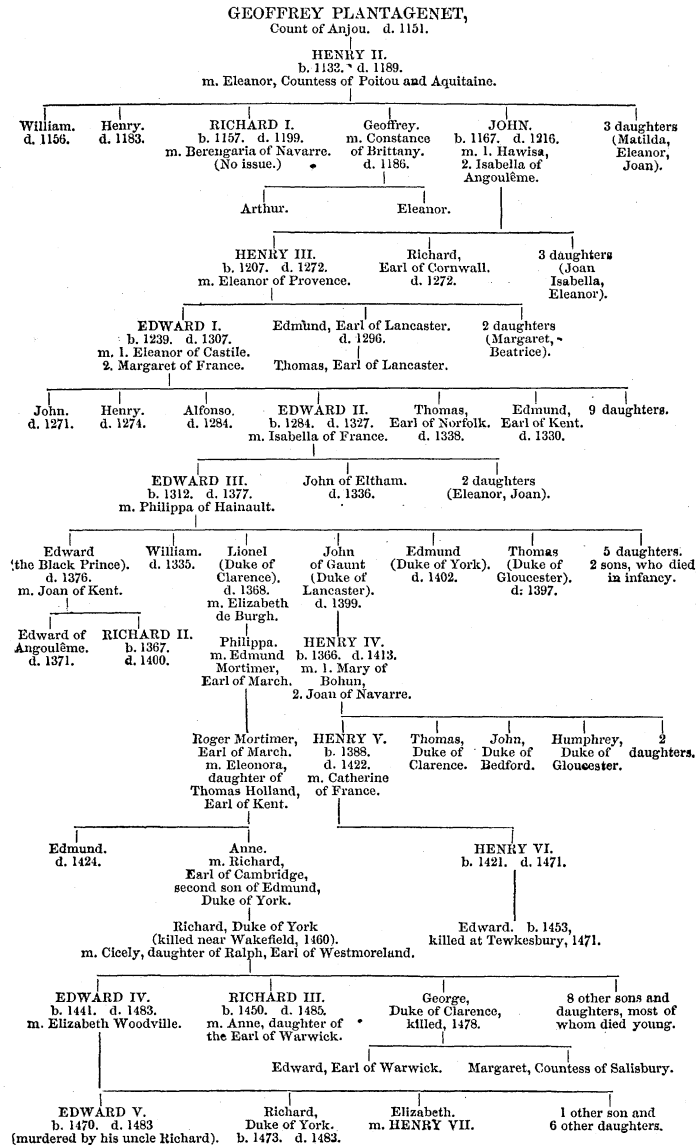 GEOFFREY PLANTAGENET,
Count of Anjou. d. 1151.
HENRY II.
b. 1133. d. 1189.
m. Eleanor, Countess of Poitou and Aquitaine.
William.
d. 1156.
Henry.
d. 1183.
RICHARD I.
b. 1157. d. 1199.
m. Berengaria of Navarre.
(No issue.)
Geoffrey.
m. Constance
of Brittany.
d. 1186.
JOHN.
b. 1167. d. 1216.
m. 1. Hawisa,
2. Isabella of
Angoulême.
3 daughters
(Matilda,
Eleanor,
Joan).
Arthur.
Eleanor.
HENRY III.
b. 1207. d. 1272.
m. Eleanor of Provence.
Richard,
Earl of Cornwall.
d. 1272.
3 daughters
(Joan
Isabella,
Eleanor).
EDWARD I.
b. 1239. d. 1307.
m. 1. Eleanor of Castile.
2. Margaret of France.
Edmund, Earl of Lancaster.
d. 1296.
Thomas, Earl of Lancaster.
2 daughters
(Margaret,
Beatrice).
John.
d. 1271.
Henry.
d. 1274.
Alfonso.
d. 1284.
EDWARD II.
b. 1284. d. 1327.
m. Isabella of France.
Thomas,
Earl of Norfolk.
d. 1338.
Edmund,
Earl of Kent.
d. 1330.
9 daughters.
EDWARD III.
b. 1312. d. 1377.
m. Philippa of Hainault.
John of Eltham.
d. 1336.
2 daughters
(Eleanor, Joan).
Edward
(the Black Prince).
d. 1376.
m. Joan of Kent.
William.
d. 1335.
Lionel
(Duke of
Clarence).
d. 1368.
m. Elizabeth
de Burgh.
John
of Gaunt
(Duke of
Lancaster).
d. 1399.
Edmund
(Duke of York).
d. 1402.
Thomas
(Duke of
Gloucester).
d. 1397.
5 daughters.
2 sons, who died
in infancy.
Edward of
Angoulême.
d. 1371.
RICHARD II.
b. 1367.
d. 1400.
Philippa.
m. Edmund
Mortimer,
Earl of March.
HENRY IV.
b. 1366. d. 1413.
m. 1. Mary of
Bohun,
2. Joan of Navarre.
Roger Mortimer,
Earl of March.
m. Eleonora,
daughter of
Thomas Holland,
Earl of Kent.
HENRY V.
b. 1388.
d. 1422.
m. Catherine
of France.
Thomas,
Duke of
Clarence.
John,
Duke of
Bedford.
Humphrey,
Duke of
Gloucester.
2
daughters.
Edmund.
d. 1424.
Anne.
m. Richard,
Earl of Cambridge,
second son of Edmund,
Duke of York.
HENRY VI.
b. 1421. d. 1471.
Richard, Duke of York
(killed near Wakefield, 1460).
m. Cicely, daughter of Ralph, Earl of Westmoreland.
Edward. b. 1453,
killed at Tewkesbury, 1471.
EDWARD IV.
b. 1441. d. 1483.
m. Elizabeth Woodville.
RICHARD III.
b. 1450. d. 1485.
m. Anne, daughter of
the Earl of Warwick.
George,
Duke of Clarence,
killed, 1478.
8 other sons and
daughters, most of
whom died young.
Edward, Earl of Warwick.
Margaret, Countess of Salisbury.
EDWARD V.
b. 1470. d. 1483
(murdered by his uncle Richard).
Richard,
Duke of York.
b. 1473. d. 1483.
Elizabeth.
m. HENRY VII.
1 other son and
6 other daughters.